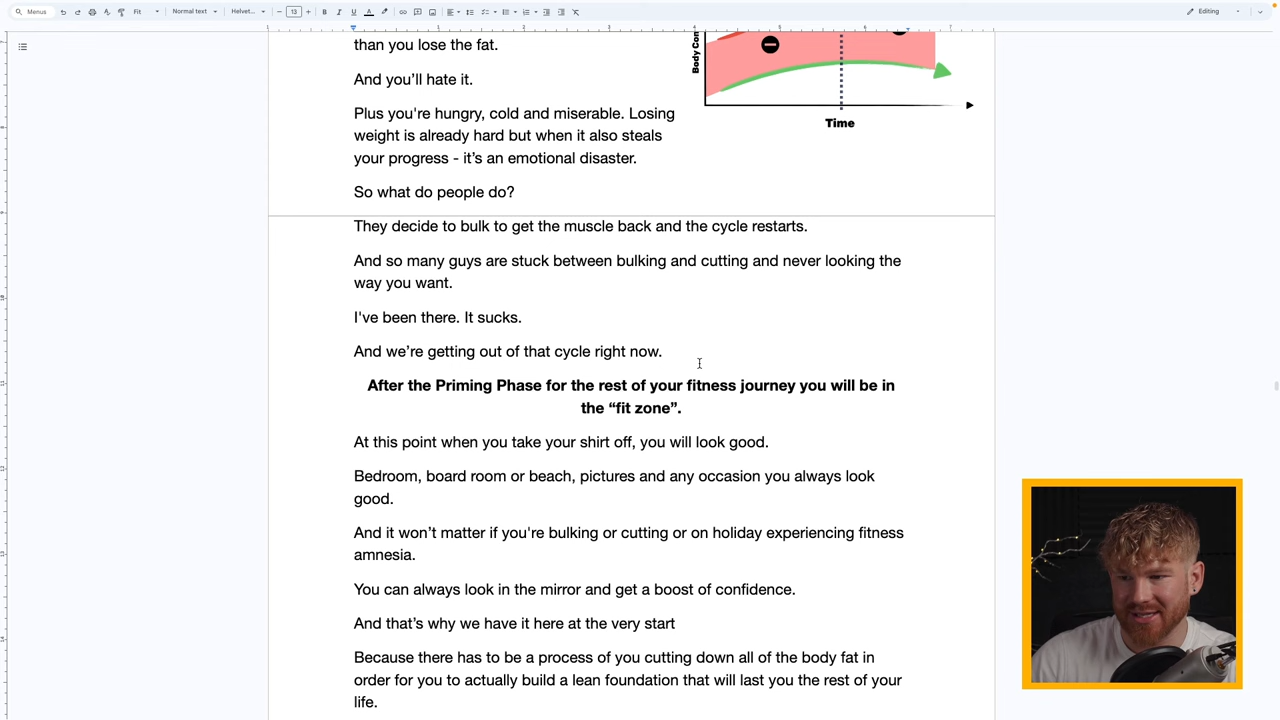 Menus
Fit
Normal text
Helvet...
13
Editing
than you lose the fat.
And you'll hate it.
Plus you're hungry, cold and miserable. Losing
weight is already hard but when it also steals
your progress - it's an emotional disaster.
So what do people do?
Body Con
Time
They decide to bulk to get the muscle back and the cycle restarts.
And so many guys are stuck between bulking and cutting and never looking the
way you want.
I've been there. It sucks.
And we're getting out of that cycle right now.
After the Priming Phase for the rest of your fitness journey you will be in
the “fit zone”.
At this point when you take your shirt off, you will look good.
Bedroom, board room or beach, pictures and any occasion you always look
good.
And it won't matter if you're bulking or cutting or on holiday experiencing fitness
amnesia.
You can always look in the mirror and get a boost of confidence.
And that's why we have it here at the very start
Because there has to be a process of you cutting down all of the body fat in
order for you to actually build a lean foundation that will last you the rest of your
life.